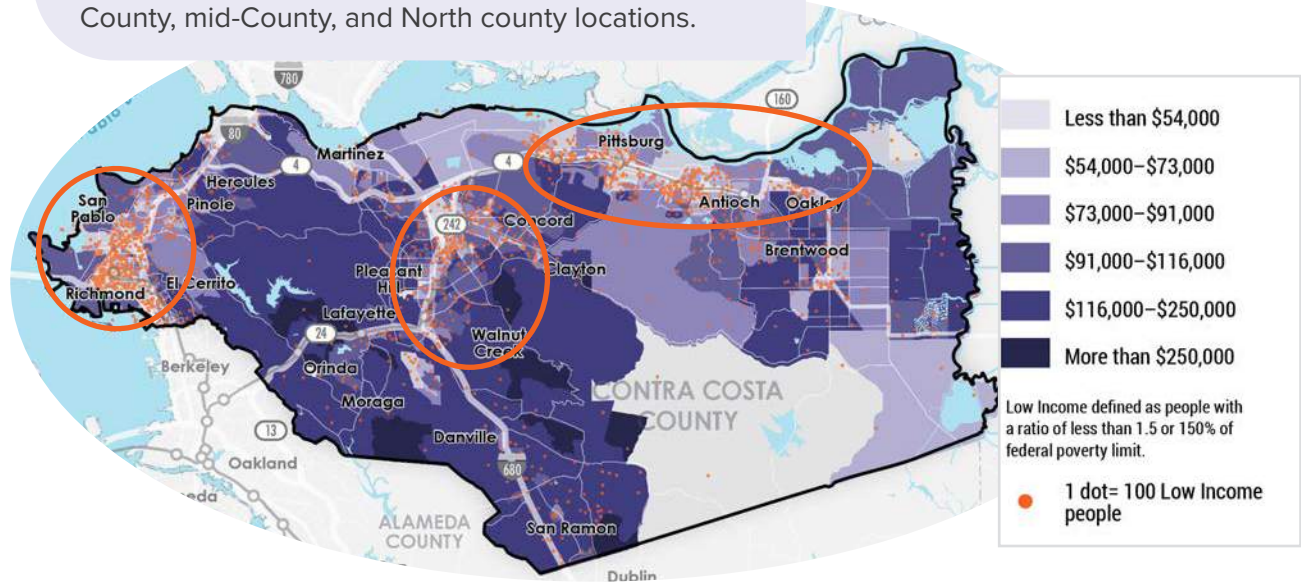 County, mid-County, and North county locations.
780
160
80
Pittsburg
Martinez
4
4
Hercules
San
Pablo
Pinole
Antioch
Oakley
242
Concord
Brentwood
Pleasant
Hill
Clayton
El Cerrito
Richmond
Lafayette
24
Walnut
Creek
Berkeley
Orinda
CONTRA COSTA
COUNTY
Moraga
13
Danville
Oakland
680
ALAMEDA
COUNTY
San Ramon
Dublin
Less than $54,000
$54,000–$73,000
$73,000–$91,000
$91,000–$116,000
$116,000–$250,000
More than $250,000
Low Income defined as people with
a ratio of less than 1.5 or 150% of
federal poverty limit.
1 dot= 100 Low Income
people